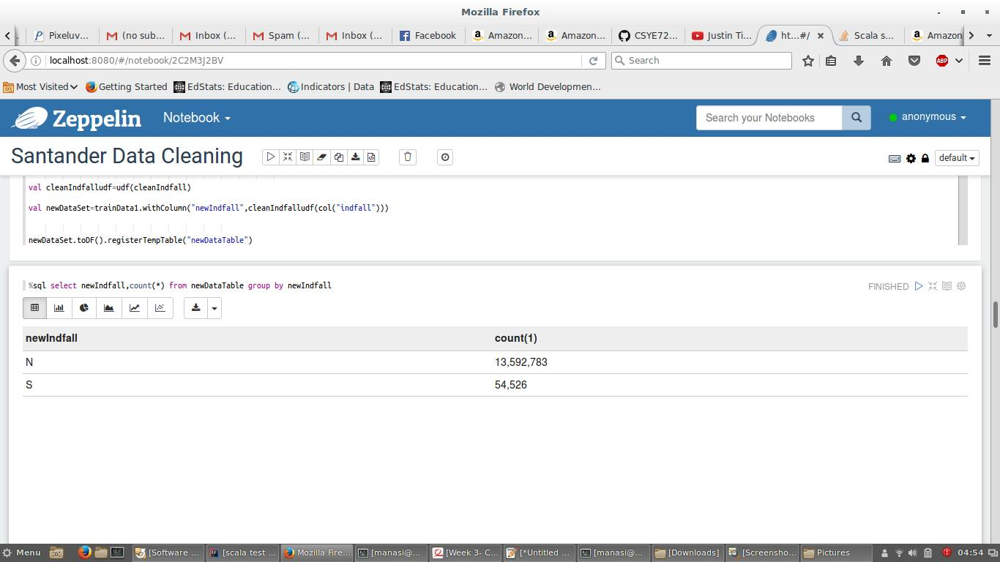 Mozilla Firefox
Pixeluv... (no sub... Inbox (... Spam (... Inbox (... Facebook Amazon... Amazon... CSYE72... Justin Ti... ht...#/ Scala s... Amazon
localhost:8080/#/notebook/2C2M3J2BV Search ABP
Most Visited Getting Started EdStats: Education... Indicators | Data EdStats: Education... World Developmen...
Zeppelin Notebook Search your Notebooks anonymous
Santander Data Cleaning default
val cleanIndfalludf=udf(cleanIndfall)
val newDataSet=trainData1.withColumn("newIndfall",cleanIndfalludf(col("indfall")))
newDataSet.toDF().registerTempTable("newDataTable")
%sql select newIndfall,count(*) from newDataTable group by newIndfall FINISHED
newIndfall count(1)
N 13,592,783
S 54,526
Menu [Software ... [scala test ... Mozilla Fire... [manasi@... [Week 3- C... [*Untitled ... [manasi@... [Downloads] [Screensho... Pictures 04:54